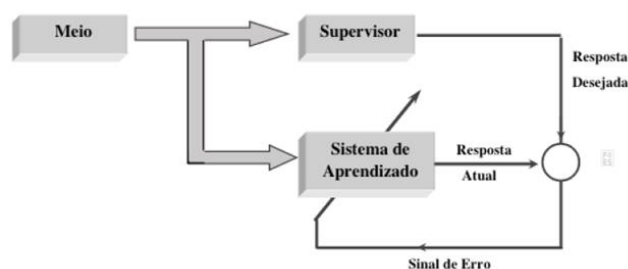 Meio
Supervisor
Resposta
Desejada
Sistema de
Aprendizado
Resposta
Atual
Sinal de Erro